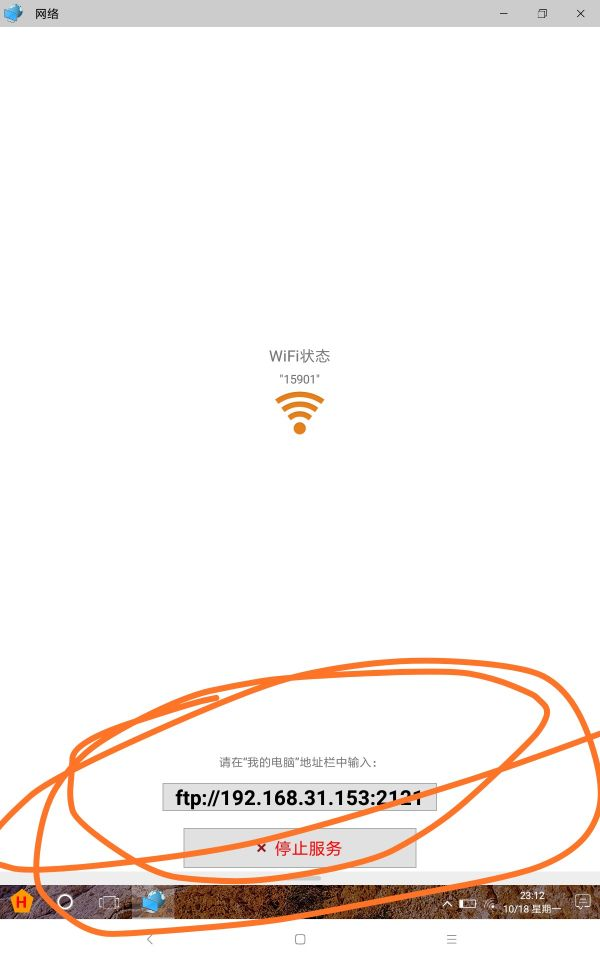 网络
WiFi状态
"15901"
请在"我的电脑"地址栏中输入：
ftp://192.168.31.153:2121
× 停止服务
H
23:12
10/18 星期一